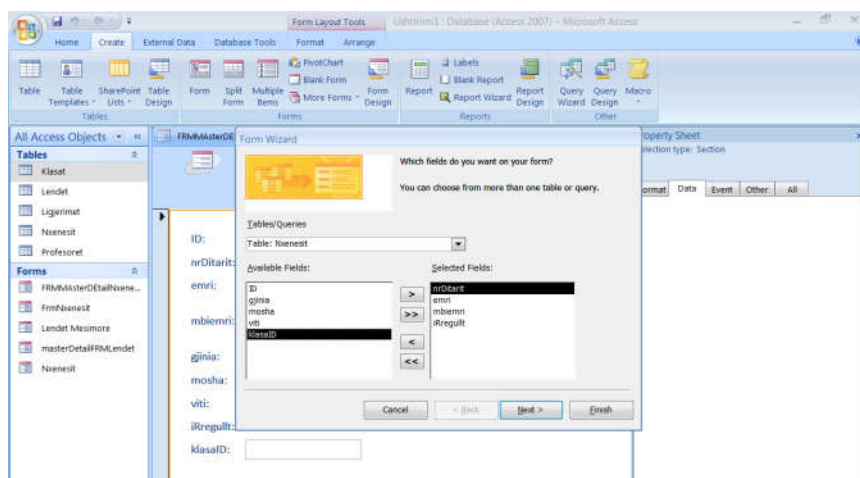 Form Layout Tools
Ushtrimi1 : Database (Access 2007) - Microsoft Access
Home Create External Data Database Tools Format Arrange
Table
Table Templates
SharePoint Lists
Table Design
Tables
Form
Split Form
Multiple Items
PivotChart
Blank Form
More Forms
Form Design
Forms
Report
Labels
Blank Report
Report Wizard
Report Design
Reports
Query Wizard
Query Design
Macro
Other
All Access Objects
Tables
Klasat
Lendet
Ligjerimet
Nxenesit
Profesoret
Forms
FRMMAsterDEtailNxene...
FrmNxenesit
Lendet Mesimore
masterDetailFRMLendet
Nxenesit
FRMMAsterDE
ID:
nrDitarit:
emri:
mbiemri:
gjinia:
mosha:
viti:
iRregullt:
klasaID:
Form Wizard
Which fields do you want on your form?
You can choose from more than one table or query.
Tables/Queries
Table: Nxenesit
Available Fields:
ID
gjinia
mosha
viti
klasaID
>
>>
<
<<
Selected Fields:
nrDitarit
emri
mbiemri
iRregullt
Cancel < Back Next > Finish
roperty Sheet
election type: Section
ormat Data Event Other All